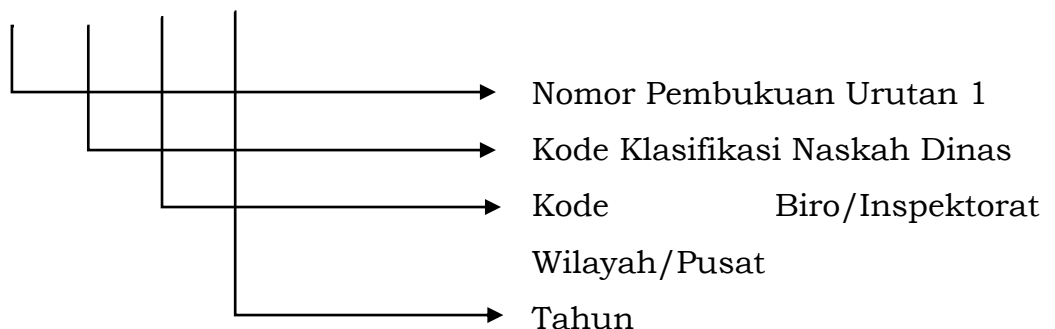 Nomor Pembukuan Urutan 1
Kode Klasifikasi Naskah Dinas
Kode Biro/Inspektorat
Wilayah/Pusat
Tahun